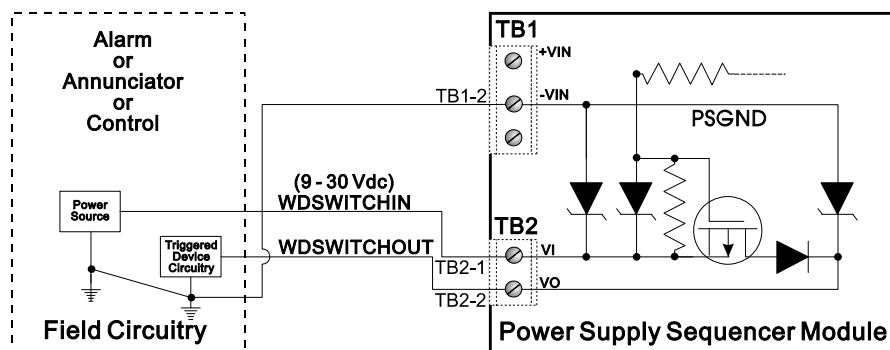 Alarm
or
Annunciator
or
Control
TB1
+VIN
TB1-2
-VIN
PSGND
(9 - 30 Vdc)
WDSWITCHIN
Power
Source
TB2
WDSWITCHOUT
VI
Triggered
Device
Circuitry
TB2-1
VO
TB2-2
Field Circuitry
Power Supply Sequencer Module